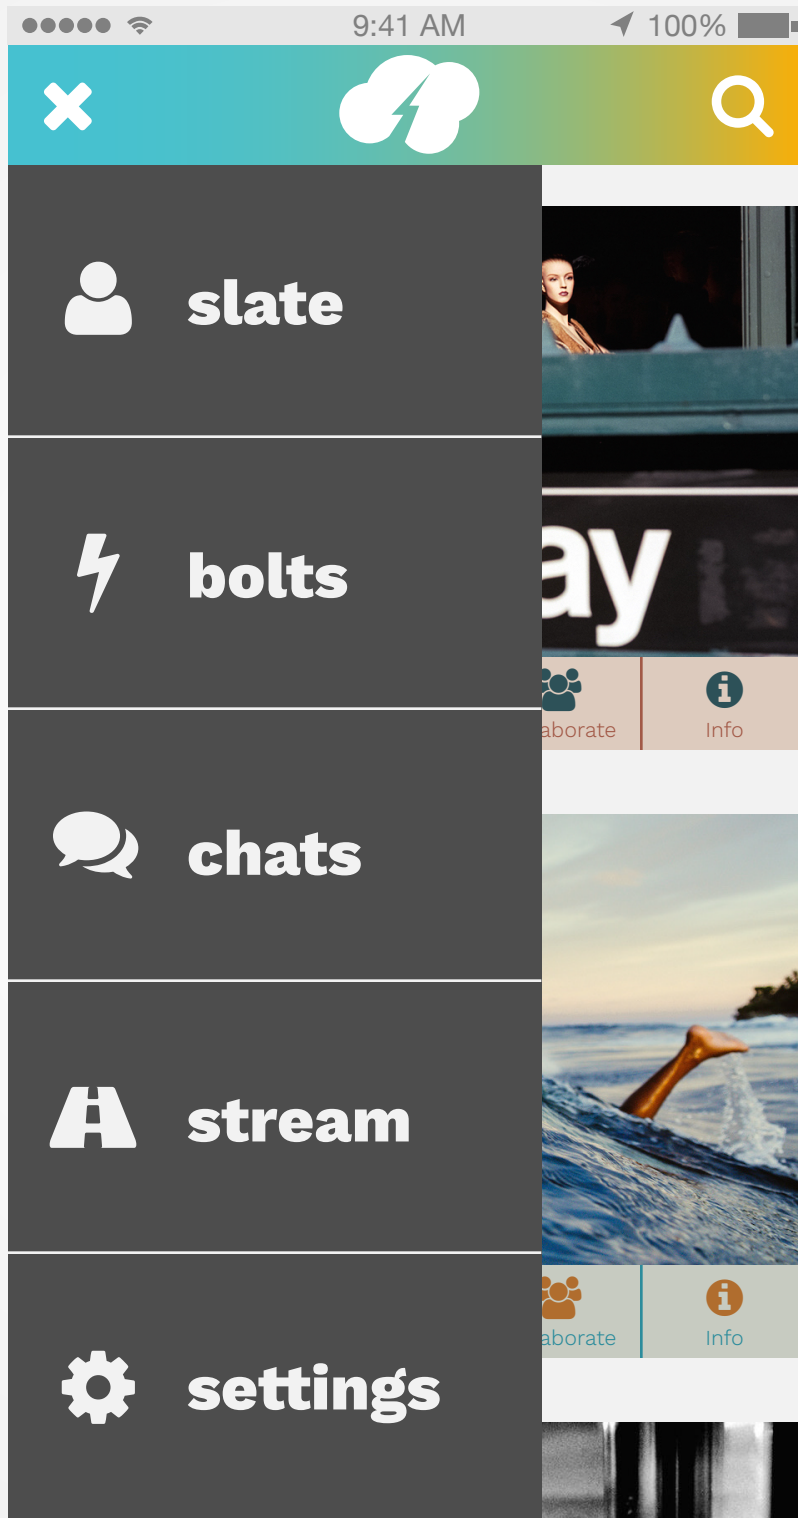 9:41 AM 100%
slate
bolts
chats
stream
settings
ay
aborate Info
aborate Info